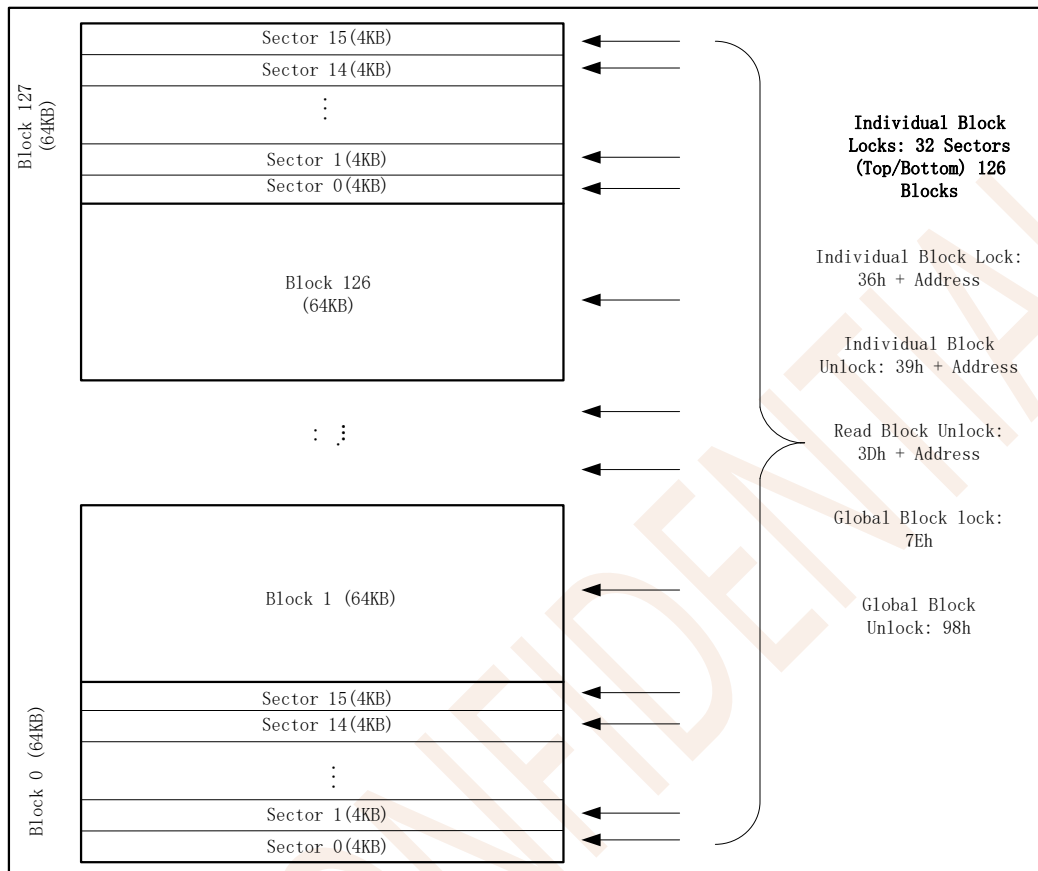 Block 127
(64KB)
Sector 15(4KB)
Sector 14(4KB)
⋮
Sector 1(4KB)
Sector 0(4KB)
Block 126
(64KB)
Block 1 (64KB)
Block 0 (64KB)
Sector 15(4KB)
Sector 14(4KB)
⋮
Sector 1(4KB)
Sector 0(4KB)
Individual Block
Locks: 32 Sectors
(Top/Bottom) 126
Blocks
Individual Block Lock:
36h + Address
Individual Block
Unlock: 39h + Address
Read Block Unlock:
3Dh + Address
Global Block lock:
7Eh
Global Block
Unlock: 98h